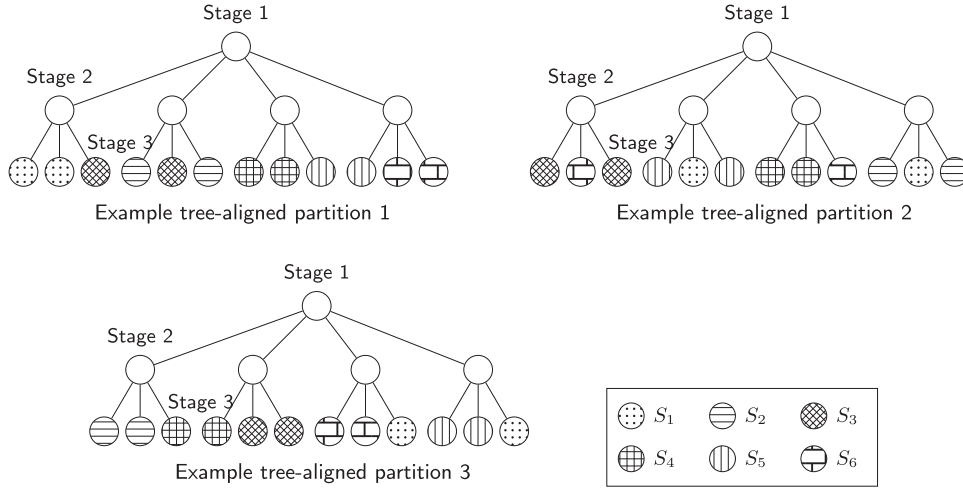 Stage 1
Stage 2
Stage 3
Example tree-aligned partition 1
Stage 1
Stage 2
Stage 3
Example tree-aligned partition 2
Stage 1
Stage 2
Stage 3
Example tree-aligned partition 3
S₁ S₂ S₃
S₄ S₅ S₆